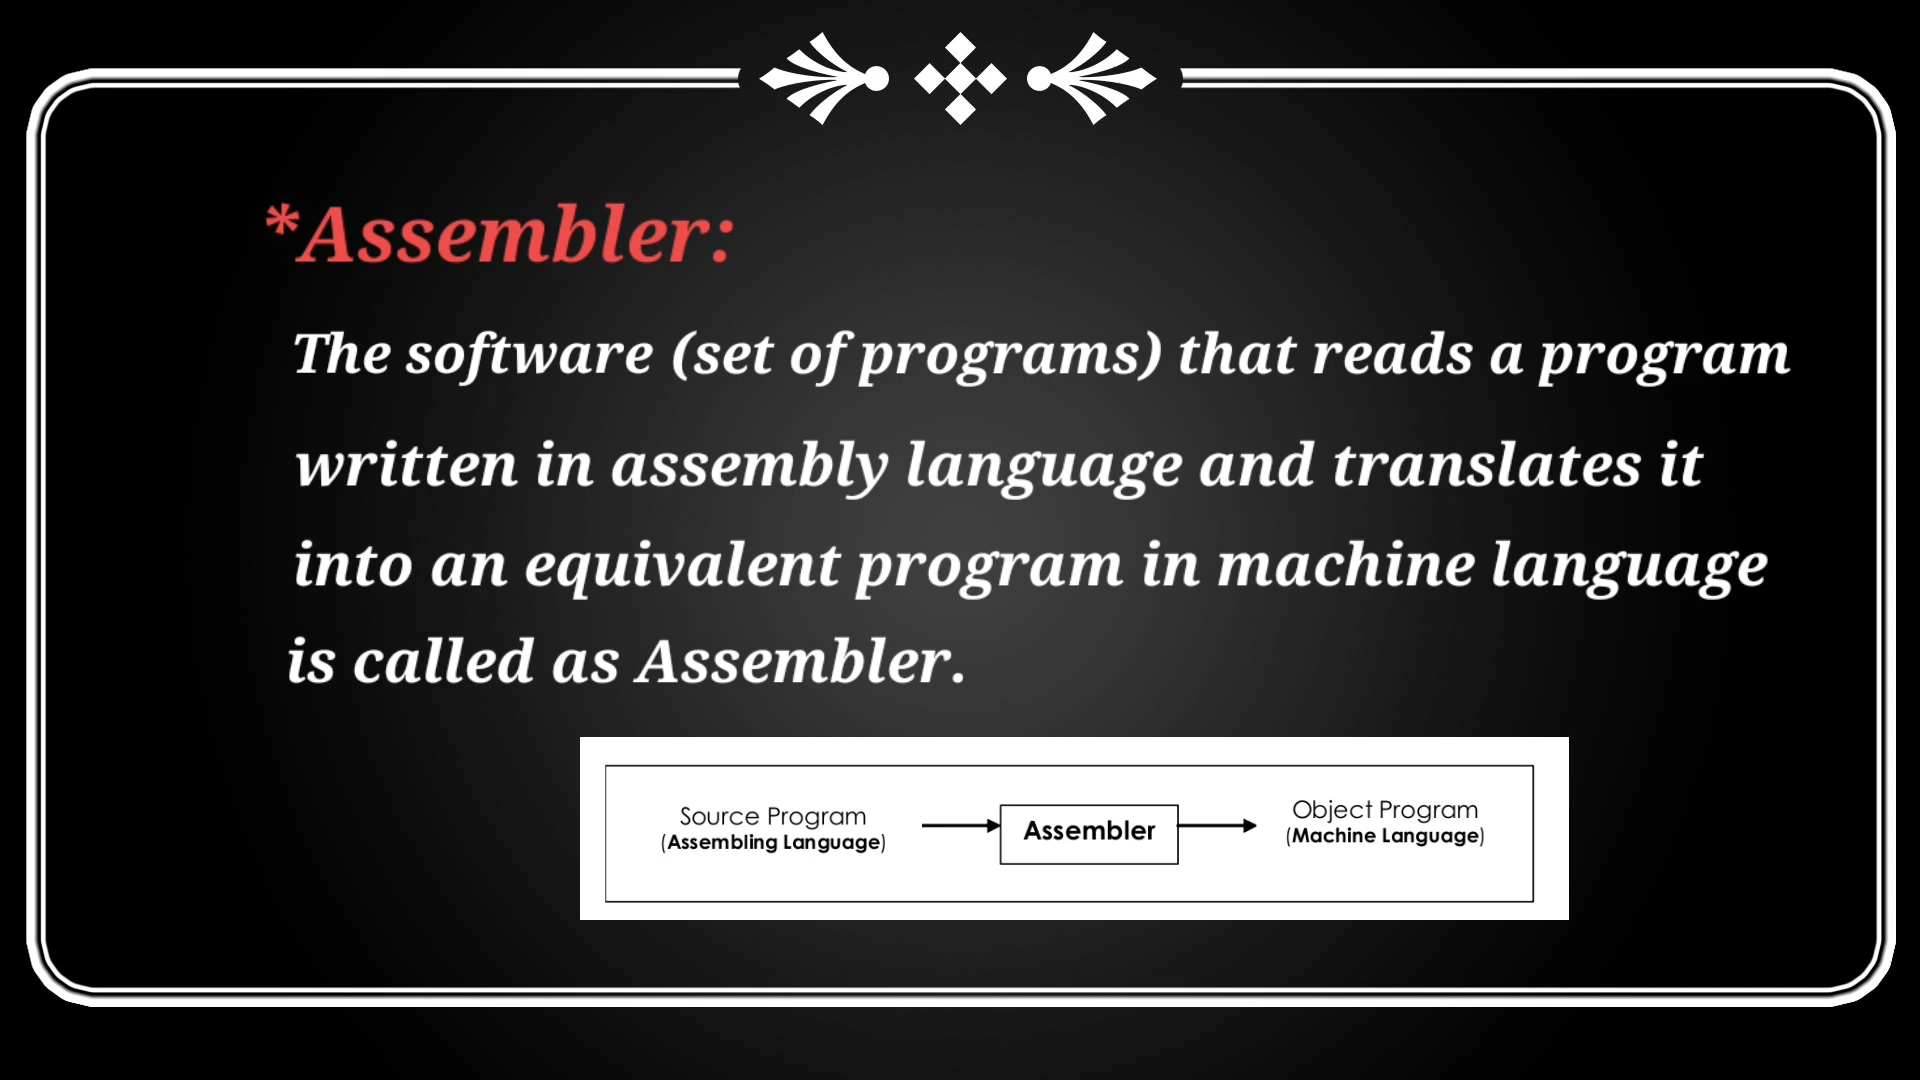 *Assembler:
The software (set of programs) that reads a program
written in assembly language and translates it
into an equivalent program in machine language
is called as Assembler.
Source Program
(Assembling Language)
Assembler
Object Program
(Machine Language)